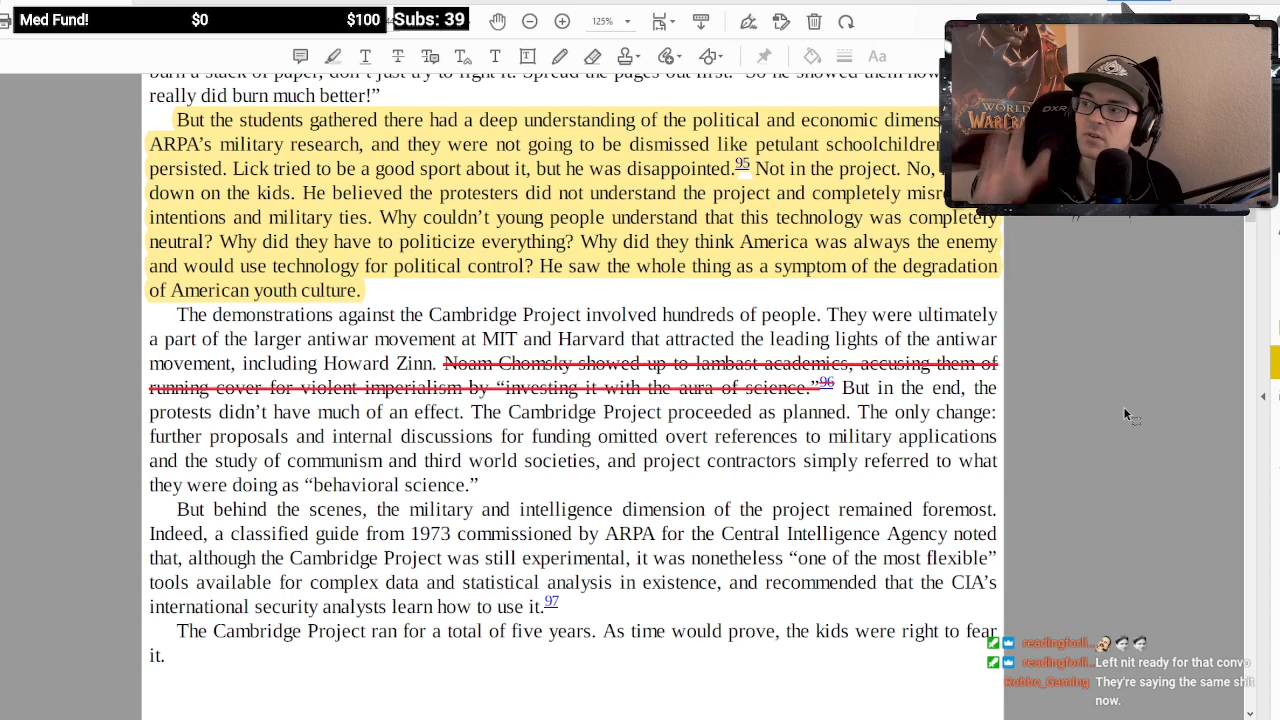 Med Fund! $0 $100 Subs: 39
125%
Aa
really did burn much better!”
But the students gathered there had a deep understanding of the political and economic
ARPA’s military research, and they were not going to be dismissed like petulant
persisted. Lick tried to be a good sport about it, but he was disappointed.95 Not in the project. No,
down on the kids. He believed the protesters did not understand the project and completely
intentions and military ties. Why couldn’t young people understand that this technology was completely
neutral? Why did they have to politicize everything? Why did they think America was always the enemy
and would use technology for political control? He saw the whole thing as a symptom of the degradation
of American youth culture.
The demonstrations against the Cambridge Project involved hundreds of people. They were ultimately
a part of the larger antiwar movement at MIT and Harvard that attracted the leading lights of the antiwar
movement, including Howard Zinn. Noam Chomsky showed up to lambast academics, accusing them of
running cover for violent imperialism by “investing it with the aura of science.”96 But in the end, the
protests didn’t have much of an effect. The Cambridge Project proceeded as planned. The only change:
further proposals and internal discussions for funding omitted overt references to military applications
and the study of communism and third world societies, and project contractors simply referred to what
they were doing as “behavioral science.”
But behind the scenes, the military and intelligence dimension of the project remained foremost.
Indeed, a classified guide from 1973 commissioned by ARPA for the Central Intelligence Agency noted
that, although the Cambridge Project was still experimental, it was nonetheless “one of the most flexible”
tools available for complex data and statistical analysis in existence, and recommended that the CIA’s
international security analysts learn how to use it.97
The Cambridge Project ran for a total of five years. As time would prove, the kids were right to fear
it.
WORLD
WARCRAFT
DXR
readingforli...
readingforli... Left nit ready for that convo
Robbo_Gaming They're saying the same shit
now.